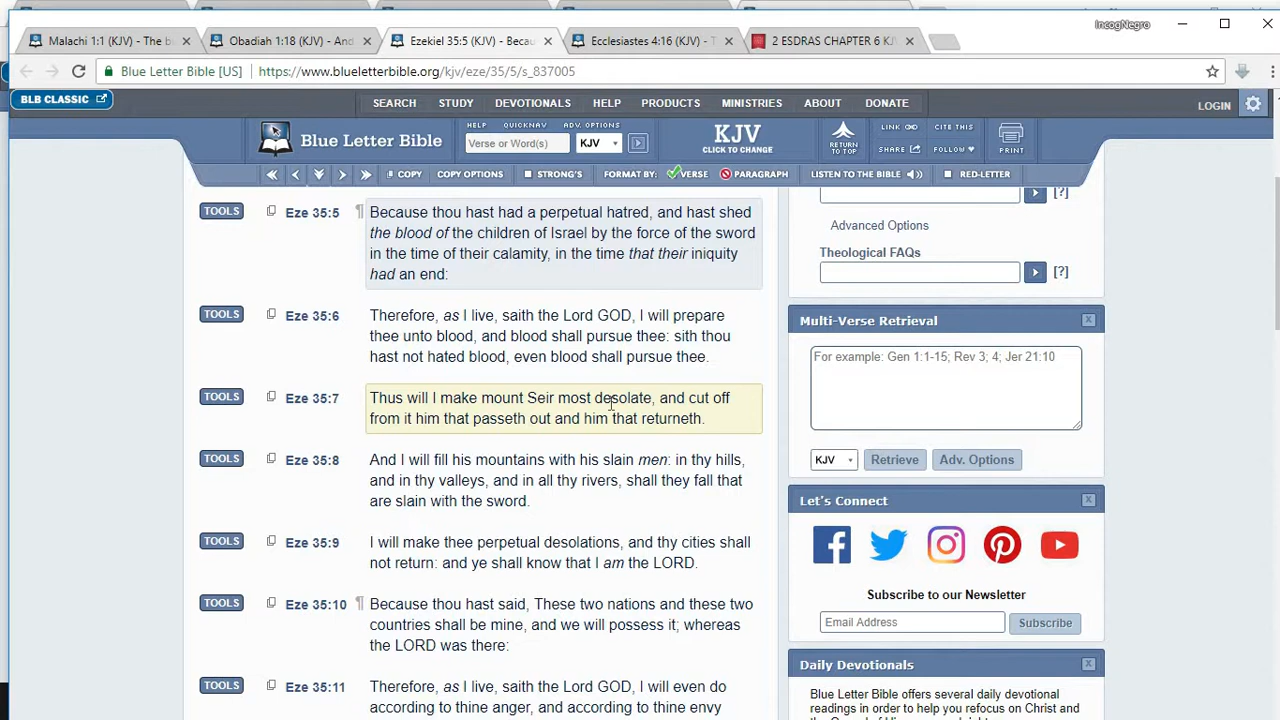 IncogNegro
Malachi 1:1 (KJV) - The b
Obadiah 1:18 (KJV) - And
Ezekiel 35:5 (KJV) - Becau
Ecclesiastes 4:16 (KJV) - T
2 ESDRAS CHAPTER 6 KJ
Blue Letter Bible [US]
https://www.blueletterbible.org/kjv/eze/35/5/s_837005
BLB CLASSIC
SEARCH STUDY DEVOTIONALS HELP PRODUCTS MINISTRIES ABOUT DONATE
LOGIN
Blue Letter Bible
HELP QUICKNAV ADV. OPTIONS
Verse or Word(s)
KJV
KJV
CLICK TO CHANGE
RETURN
TO TOP
LINK
CITE THIS
SHARE
FOLLOW
PRINT
COPY COPY OPTIONS STRONG'S FORMAT BY: VERSE PARAGRAPH LISTEN TO THE BIBLE RED-LETTER
TOOLS Eze 35:5 ¶ Because thou hast had a perpetual hatred, and hast shed
the blood of the children of Israel by the force of the sword
in the time of their calamity, in the time that their iniquity
had an end:
TOOLS Eze 35:6 Therefore, as I live, saith the Lord GOD, I will prepare
thee unto blood, and blood shall pursue thee: sith thou
hast not hated blood, even blood shall pursue thee.
TOOLS Eze 35:7 Thus will I make mount Seir most desolate, and cut off
from it him that passeth out and him that returneth.
TOOLS Eze 35:8 And I will fill his mountains with his slain men: in thy hills,
and in thy valleys, and in all thy rivers, shall they fall that
are slain with the sword.
TOOLS Eze 35:9 I will make thee perpetual desolations, and thy cities shall
not return: and ye shall know that I am the LORD.
TOOLS Eze 35:10 ¶ Because thou hast said, These two nations and these two
countries shall be mine, and we will possess it; whereas
the LORD was there:
TOOLS Eze 35:11 Therefore, as I live, saith the Lord GOD, I will even do
according to thine anger, and according to thine envy
[?]
Advanced Options
Theological FAQs
[?]
Multi-Verse Retrieval
For example: Gen 1:1-15; Rev 3; 4; Jer 21:10
KJV Retrieve Adv. Options
Let's Connect
Subscribe to our Newsletter
Email Address Subscribe
Daily Devotionals
Blue Letter Bible offers several daily devotional
readings in order to help you refocus on Christ and